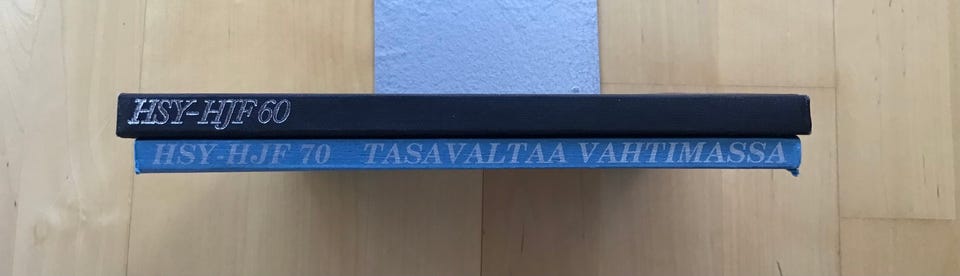 HSY-HJF 60
HSY-HJF 70 TASAVALTAA VAHTIMASSA